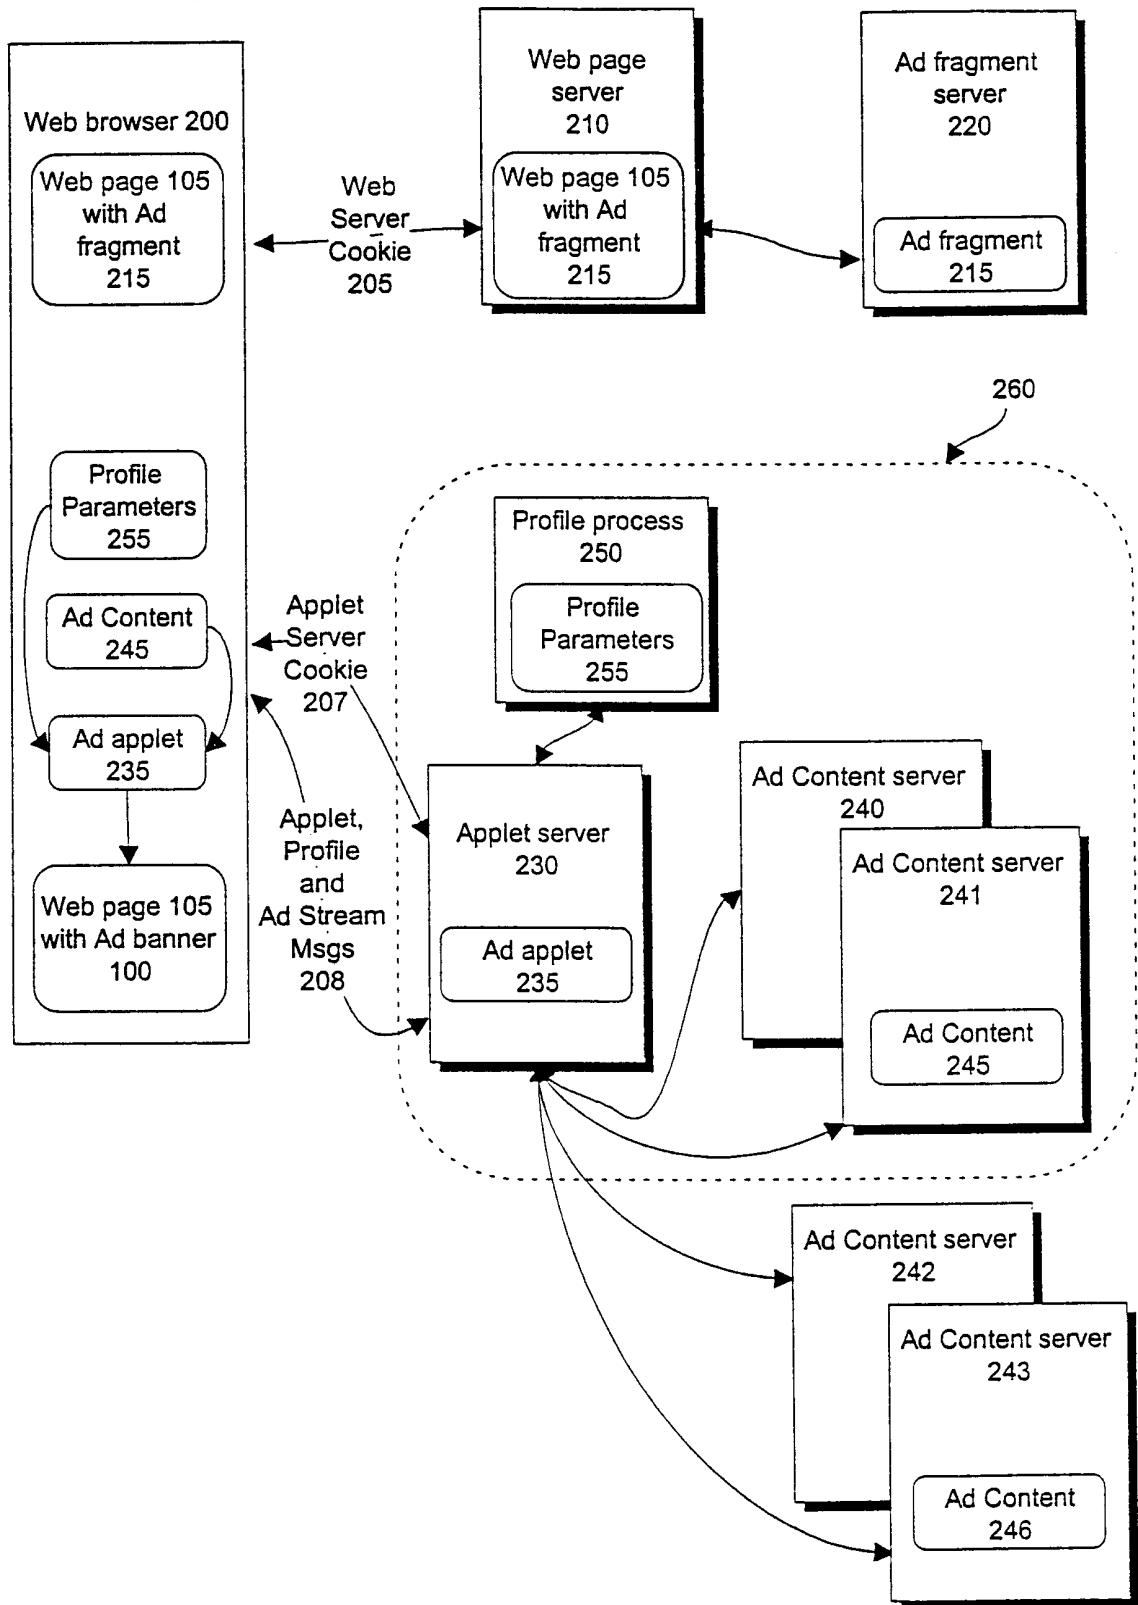 Web browser 200
Web page 105
with Ad
fragment
215
Web
Server
Cookie
205
Web page
server
210
Web page 105
with Ad
fragment
215
Ad fragment
server
220
Ad fragment
215
260
Profile
Parameters
255
Ad Content
245
Ad applet
235
Web page 105
with Ad banner
100
Applet
Server
Cookie
207
Applet,
Profile
and
Ad Stream
Msgs
208
Profile process
250
Profile
Parameters
255
Applet server
230
Ad applet
235
Ad Content server
240
Ad Content server
241
Ad Content
245
Ad Content server
242
Ad Content server
243
Ad Content
246